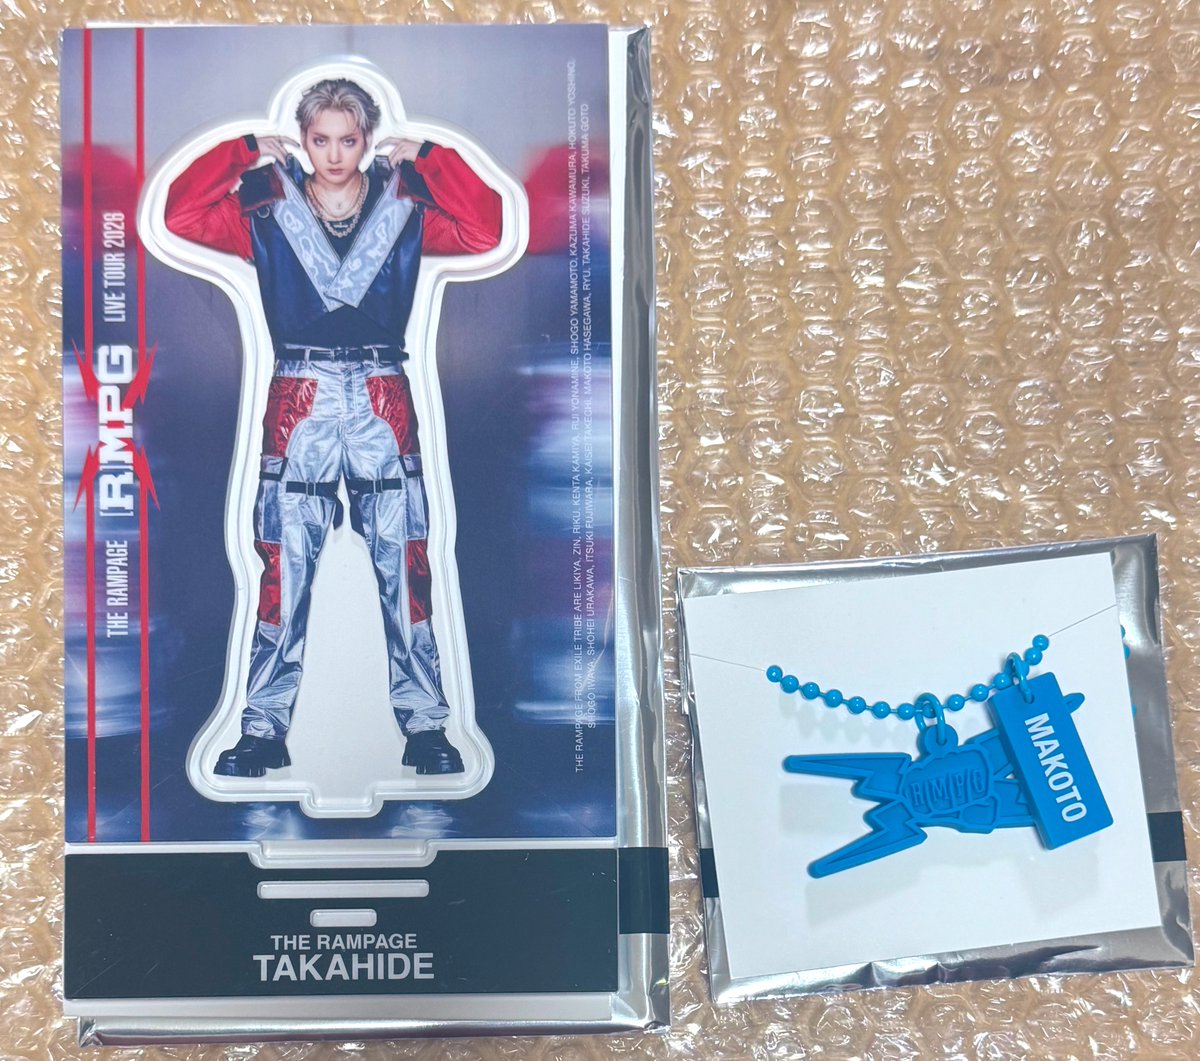 THE RAMPAGE [RMPG] LIVE TOUR 2026
THE RAMPAGE FROM EXILE TRIBE ARE LIKIYA, ZIN, RIKU, KENTA KAMIYA, RUI YONAMINE, SHOGO YAMAMOTO, KAZUMA KAWAMURA, HOKUTO YOSHINO,
SHOGO IWAYA, SHOHEI URAKAWA, ITSUKI FUJIWARA, KAISEI TAKECHI, MAKOTO HASEGAWA, RYU, TAKAHIDE SUZUKI, TAKUMA GOTO
THE RAMPAGE
TAKAHIDE
RMPG
MAKOTO